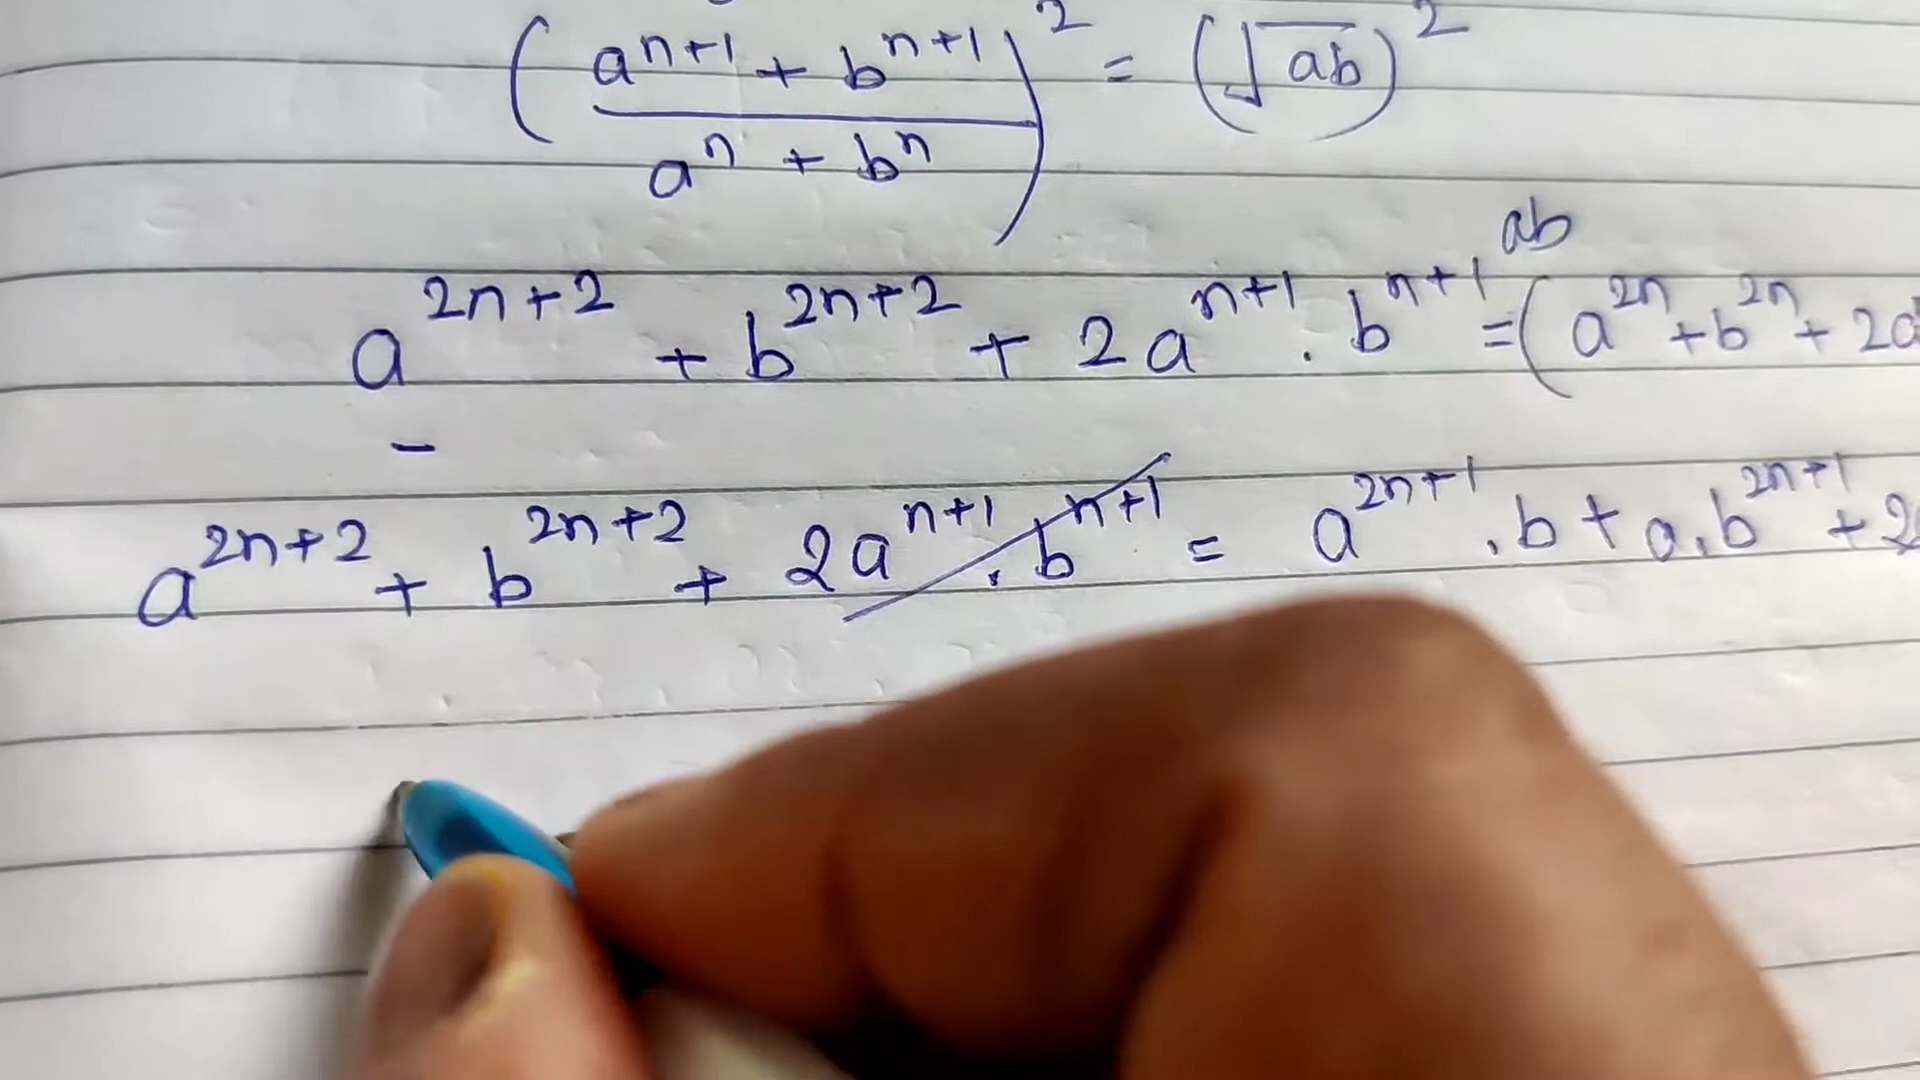 (a^{n+1} + b^{n+1} / a^n + b^n)^2 = (√ab)^2
a^{2n+2} + b^{2n+2} + 2a^{n+1} . b^{n+1} = ab (a^{2n} + b^{2n} + 2a
-
a^{2n+2} + b^{2n+2} + 2a^{n+1} . b^{n+1} = a^{2n+1} . b + a . b^{2n+1} + 2